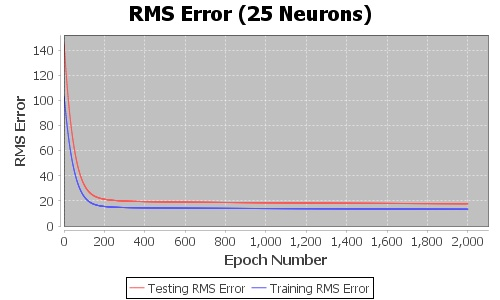 RMS Error (25 Neurons)
RMS Error
140
120
100
80
60
40
20
0
0 200 400 600 800 1,000 1,200 1,400 1,600 1,800 2,000
Epoch Number
Testing RMS Error Training RMS Error